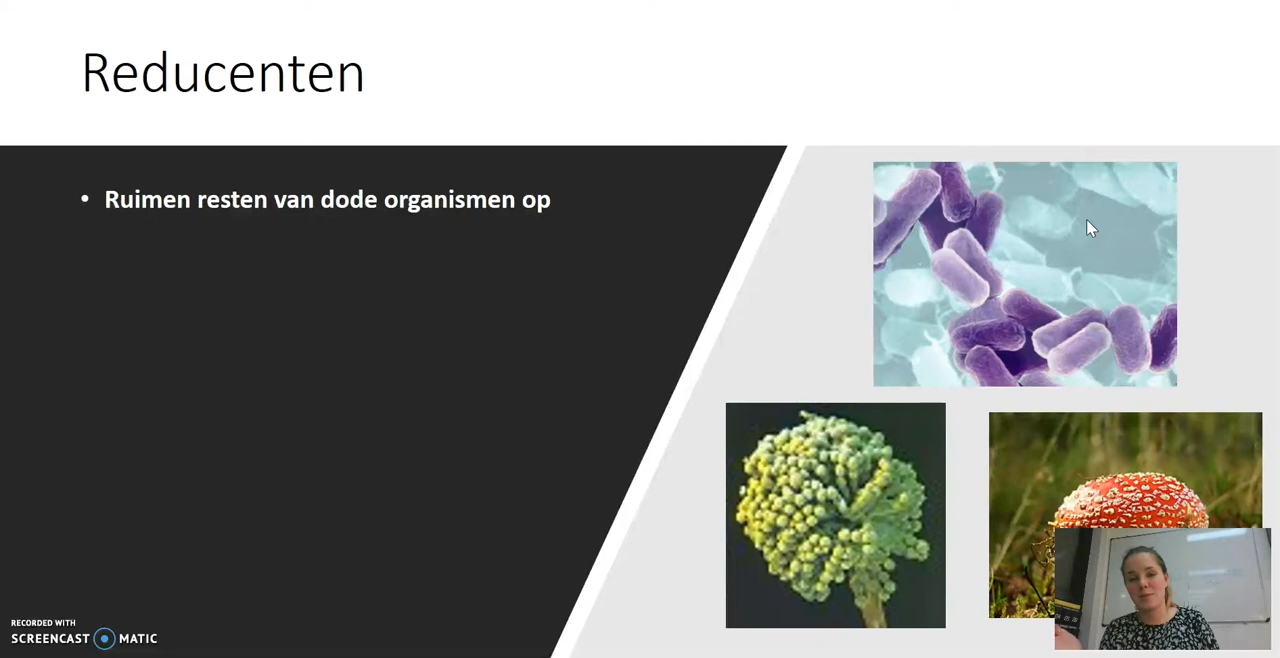 Reducenten
• Ruimen resten van dode organismen op
RECORDED WITH
SCREENCAST MATIC